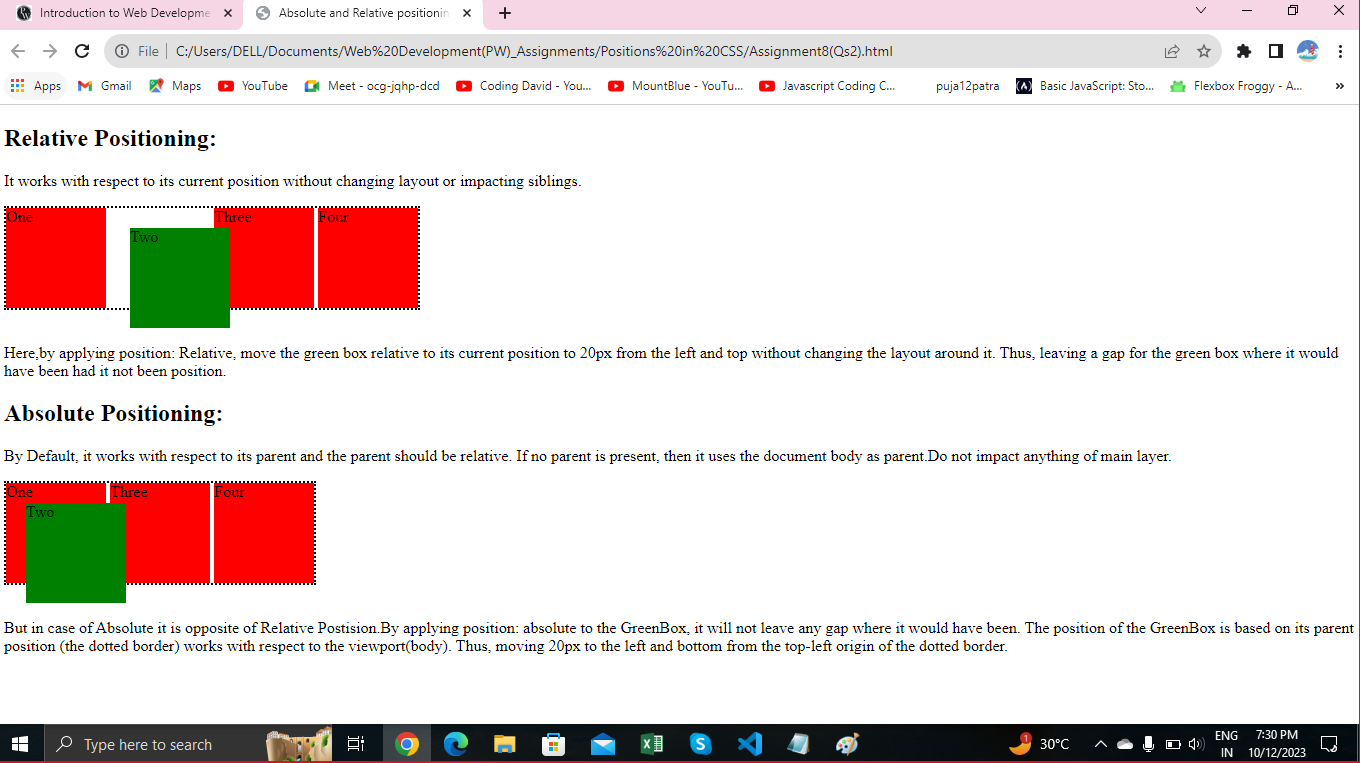 Introduction to Web Developme
Absolute and Relative positionin
File | C:/Users/DELL/Documents/Web%20Development(PW)_Assignments/Positions%20in%20CSS/Assignment8(Qs2).html
Apps Gmail Maps YouTube Meet - ocg-jqhp-dcd Coding David - You... MountBlue - YouTu... Javascript Coding C... puja12patra (A) Basic JavaScript: Sto... Flexbox Froggy - A... »
Relative Positioning:
It works with respect to its current position without changing layout or impacting siblings.
One
Three
Four
Two
Here,by applying position: Relative, move the green box relative to its current position to 20px from the left and top without changing the layout around it. Thus, leaving a gap for the green box where it would
have been had it not been position.
Absolute Positioning:
By Default, it works with respect to its parent and the parent should be relative. If no parent is present, then it uses the document body as parent.Do not impact anything of main layer.
One
Three
Four
Two
But in case of Absolute it is opposite of Relative Postision.By applying position: absolute to the GreenBox, it will not leave any gap where it would have been. The position of the GreenBox is based on its parent
position (the dotted border) works with respect to the viewport(body). Thus, moving 20px to the left and bottom from the top-left origin of the dotted border.
Type here to search
1
30°C
ENG
IN
7:30 PM
10/12/2023